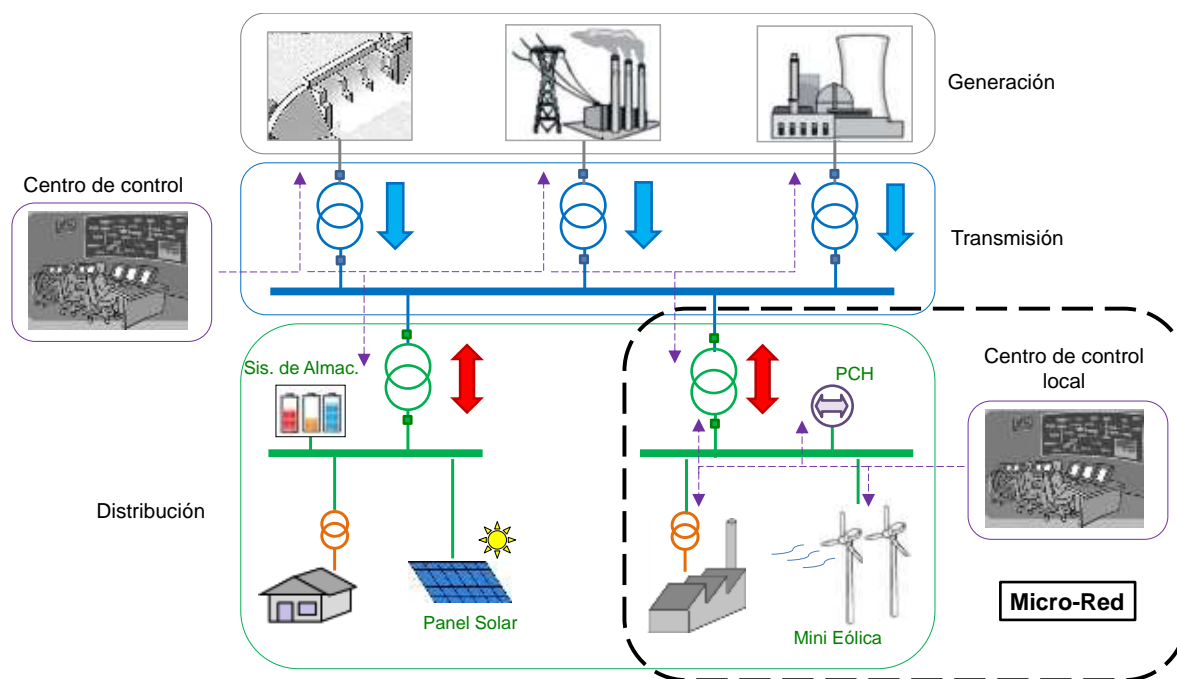 Generación
Centro de control
Transmisión
Sis. de Almac.
PCH
Centro de control
local
Distribución
Panel Solar
Mini Eólica
Micro-Red